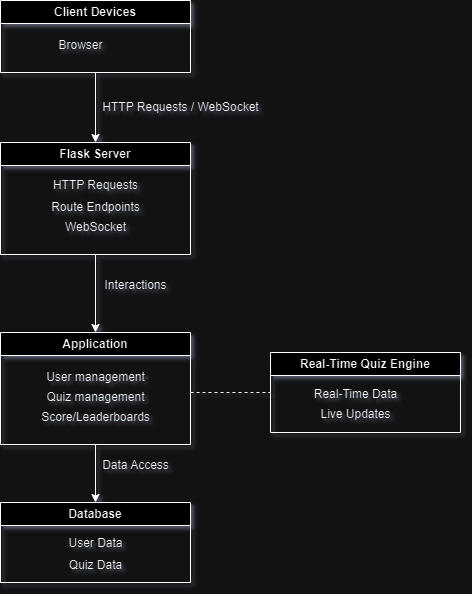 Client Devices
Browser
HTTP Requests / WebSocket
Flask Server
HTTP Requests
Route Endpoints
WebSocket
Interactions
Application
User management
Quiz management
Score/Leaderboards
Real-Time Quiz Engine
Real-Time Data
Live Updates
Data Access
Database
User Data
Quiz Data